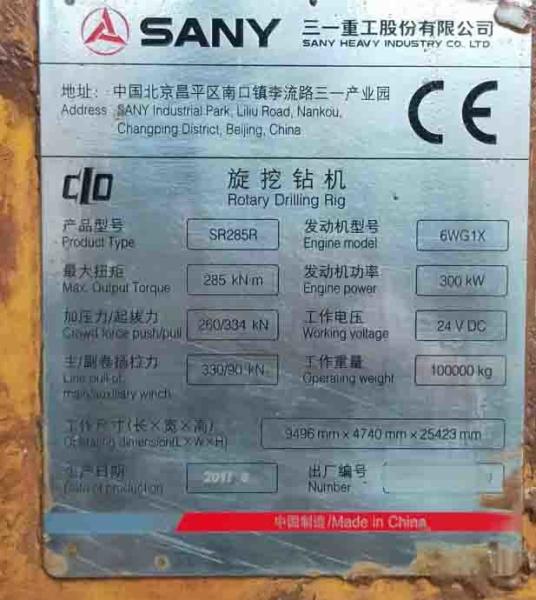 SANY 三一重工股份有限公司
SANY HEAVY INDUSTRY CO. LTD
地址: 中国北京昌平区南口镇李流路三一产业园
Address SANY Industrial Park, Liliu Road, Nankou,
Changping District, Beijing, China
CE
旋挖钻机
Rotary Drilling Rig
产品型号 SR285R 发动机型号 6WG1X
Product Type Engine model
最大扭矩 285 kN·m 发动机功率 300 kW
Max. Output Torque Engine power
加压力/起拔力 260/334 kN 工作电压 24 V DC
Crowd force push/pull Working voltage
主/副卷扬拉力 330/90 kN 工作重量 100000 kg
Line pull of Operating weight
main/auxiliary winch
工作尺寸(长×宽×高) 9496 mm × 4740 mm × 25423 mm
Operating dimension(L×W×H)
生产日期 出厂编号
Date of production Number
中国制造/Made in China